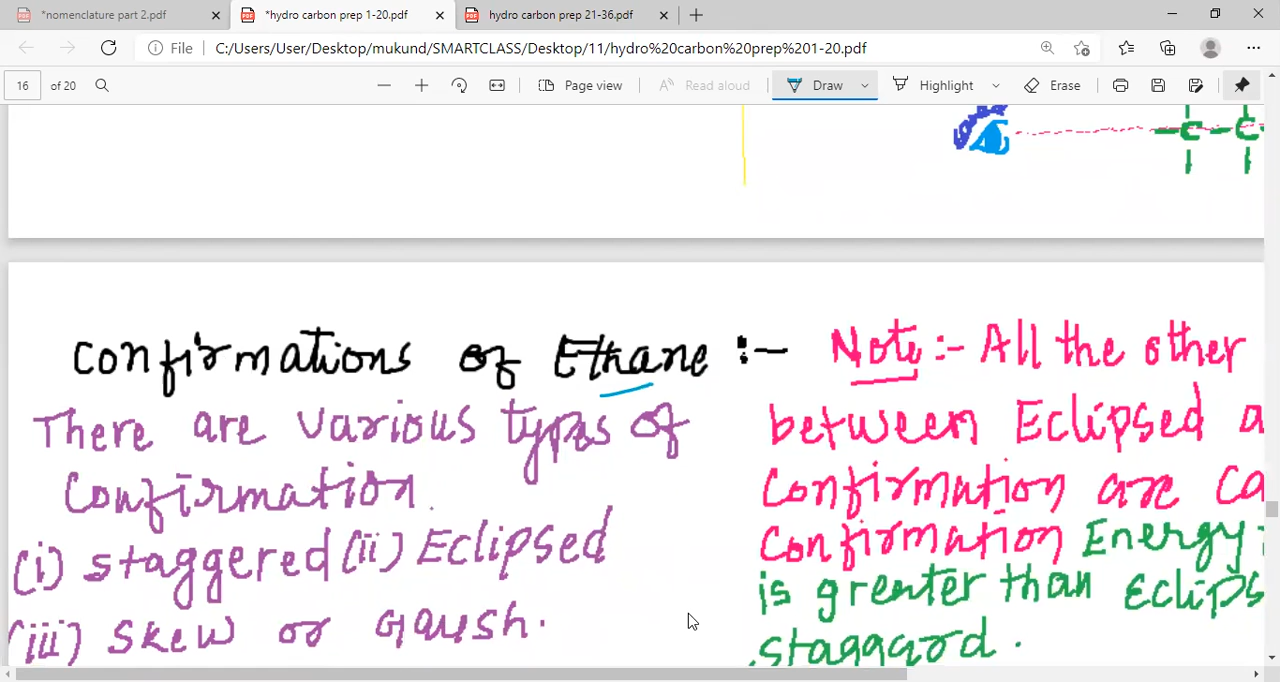 *nomenclature part 2.pdf
*hydro carbon prep 1-20.pdf
hydro carbon prep 21-36.pdf
File
C:/Users/User/Desktop/mukund/SMARTCLASS/Desktop/11/hydro%20carbon%20prep%201-20.pdf
16 of 20
Page view
Read aloud
Draw
Highlight
Erase
-C-C
Confirmations of Ethane :-
There are various types of
Confirmation.
(i) staggered (ii) Eclipsed
(iii) Skew or Gaush.
Note :- All the other
between Eclipsed a
Confirmation are Ca
Confirmation Energy
is greater than Eclips
staggard.